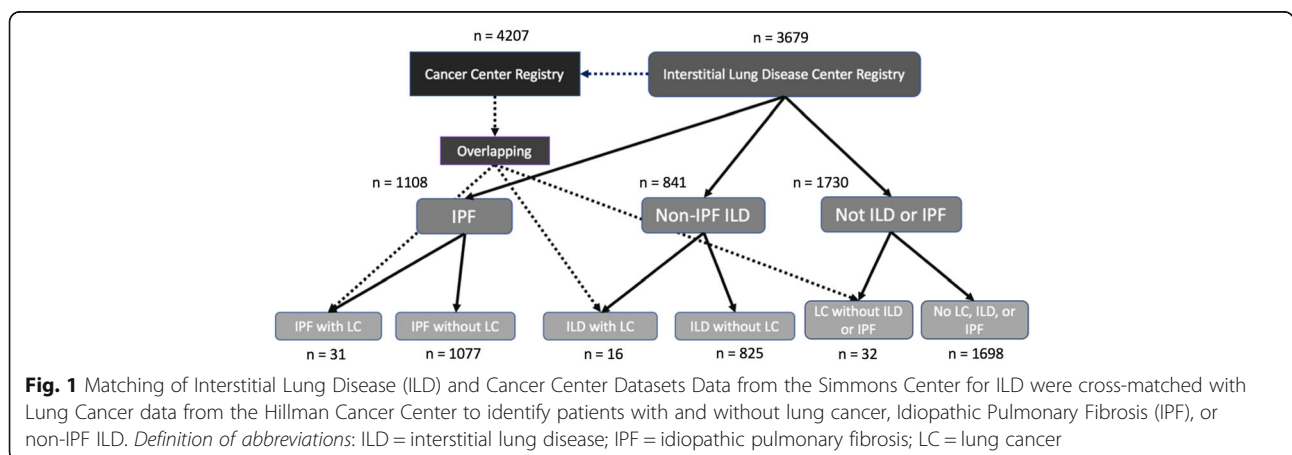 n = 4207
n = 3679
Cancer Center Registry
Interstitial Lung Disease Center Registry
Overlapping
n = 1108
n = 841
n = 1730
IPF
Non-IPF ILD
Not ILD or IPF
IPF with LC
IPF without LC
ILD with LC
ILD without LC
LC without ILD
or IPF
No LC, ILD, or
IPF
n = 31
n = 1077
n = 16
n = 825
n = 32
n = 1698
Fig. 1 Matching of Interstitial Lung Disease (ILD) and Cancer Center Datasets Data from the Simmons Center for ILD were cross-matched with
Lung Cancer data from the Hillman Cancer Center to identify patients with and without lung cancer, Idiopathic Pulmonary Fibrosis (IPF), or
non-IPF ILD. Definition of abbreviations: ILD = interstitial lung disease; IPF = idiopathic pulmonary fibrosis; LC = lung cancer